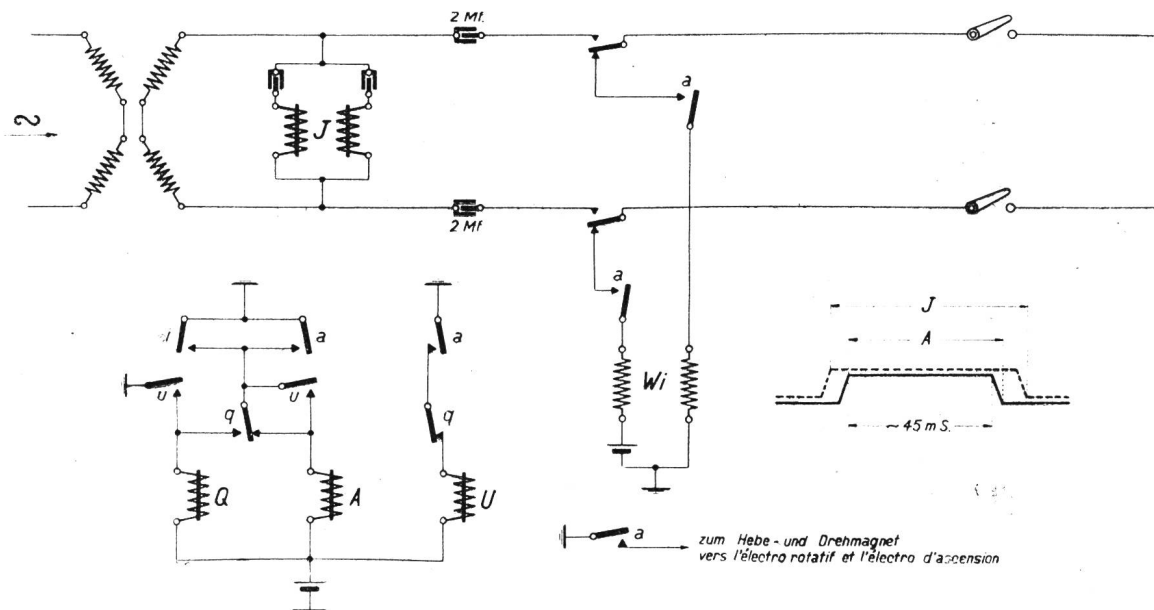 2 Mf.
a
J
2 Mf.
a
J
A
a
u
u
q
a
q
Wi
~ 45 m S.
Q
A
U
a
zum Hebe - und Drehmagnet
vers l'électro rotatif et l'électro d'ascension